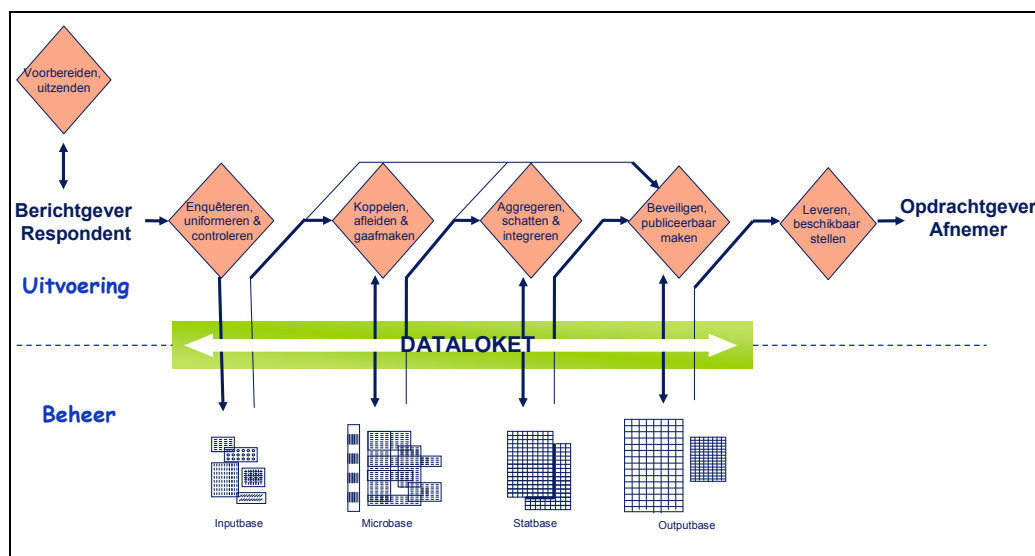 Voorbereiden,
uitzenden
Berichtgever
Respondent
Enquêteren,
uniformeren &
controleren
Koppelen,
afleiden &
gaafmaken
Aggregeren,
schatten &
integreren
Beveiligen,
publiceerbaar
maken
Leveren,
beschikbaar
stellen
Opdrachtgever
Afnemer
Uitvoering
DATALOKET
Beheer
Inputbase
Microbase
Statbase
Outputbase